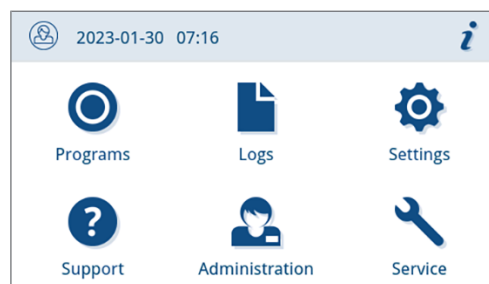 2023-01-30 07:16
Programs Logs Settings
Support Administration Service